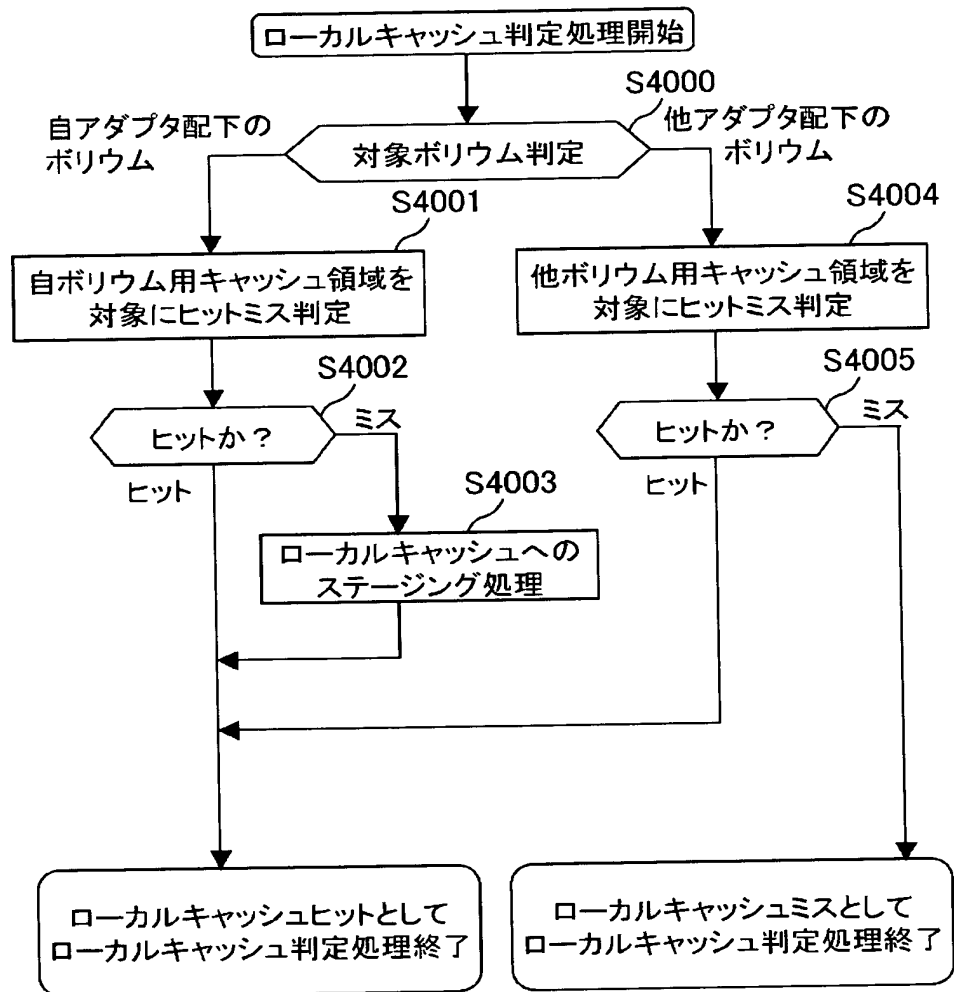 ローカルキャッシュ判定処理開始
S4000
自アダプタ配下の
ボリウム
他アダプタ配下の
ボリウム
対象ボリウム判定
S4001
自ボリウム用キャッシュ領域を
対象にヒットミス判定
S4004
他ボリウム用キャッシュ領域を
対象にヒットミス判定
S4002
ヒットか？
ミス
ヒット
S4005
ヒットか？
ミス
ヒット
S4003
ローカルキャッシュへの
ステージング処理
ローカルキャッシュヒットとして
ローカルキャッシュ判定処理終了
ローカルキャッシュミスとして
ローカルキャッシュ判定処理終了